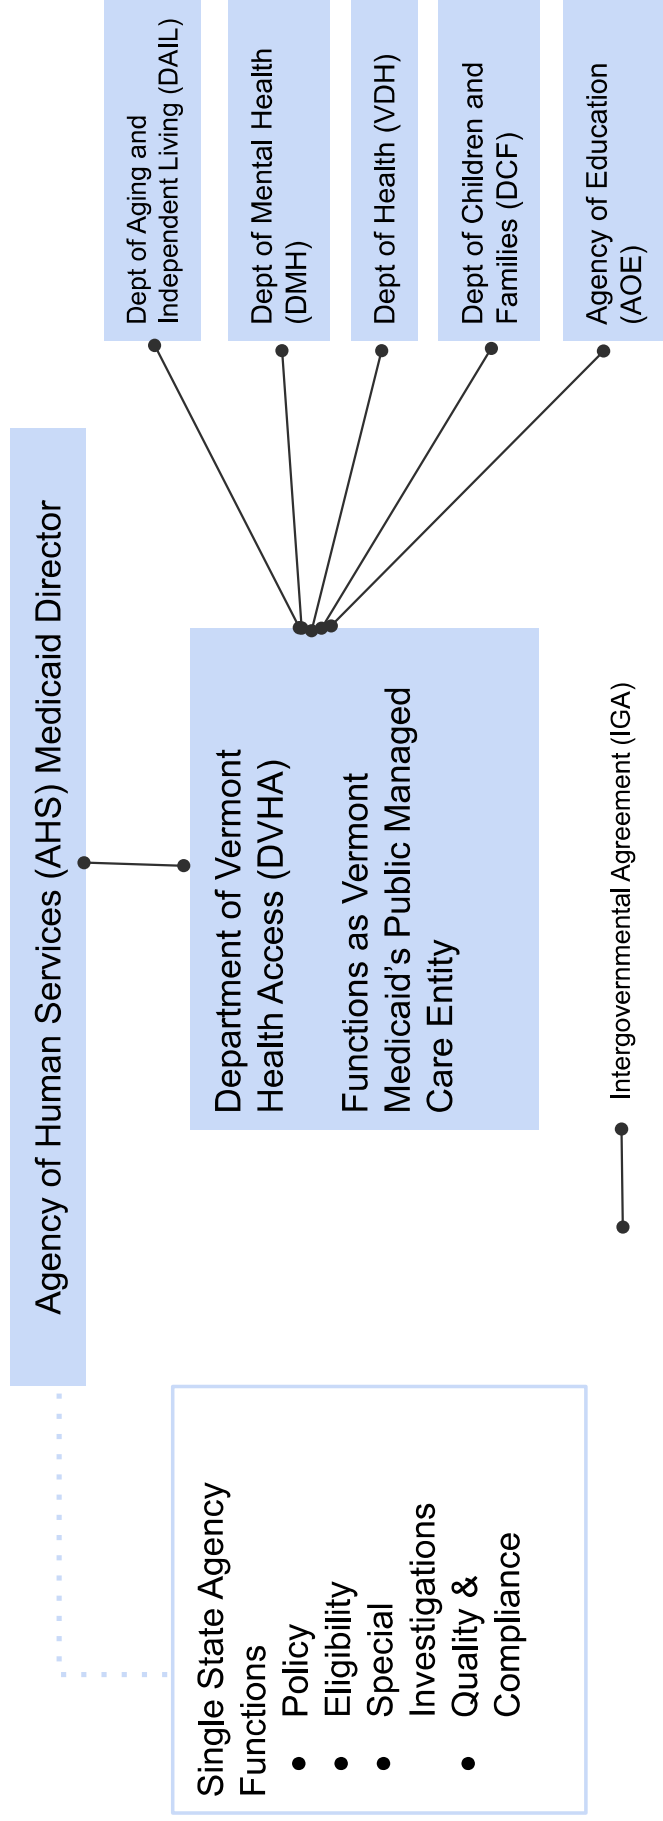 Agency of Human Services (AHS) Medicaid Director
Single State Agency
Functions
• Policy
• Eligibility
• Special
Investigations
• Quality &
Compliance
Department of Vermont
Health Access (DVHA)
Functions as Vermont
Medicaid’s Public Managed
Care Entity
Dept of Aging and
Independent Living (DAIL)
Dept of Mental Health
(DMH)
Dept of Health (VDH)
Dept of Children and
Families (DCF)
Agency of Education
(AOE)
Intergovernmental Agreement (IGA)